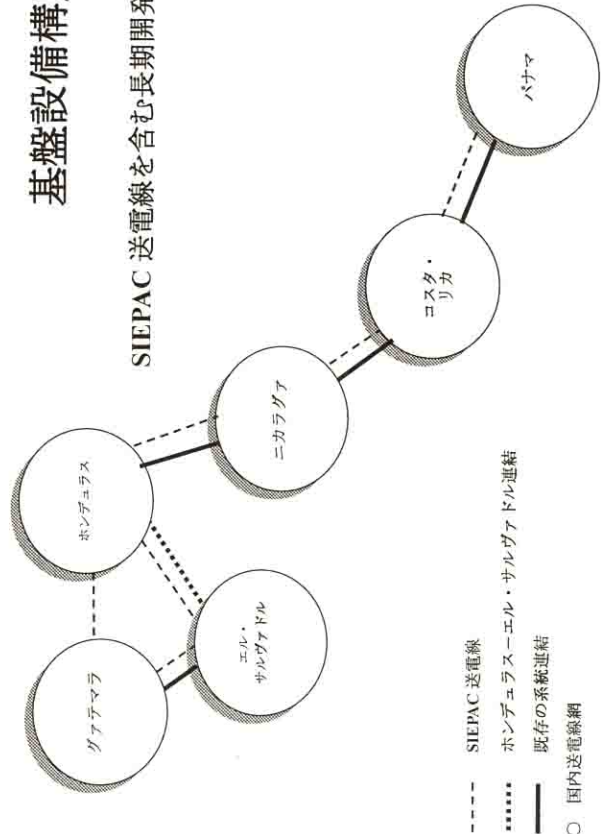 基盤設備構
SIEPAC 送電線を含む長期開発
グァテマラ
ホンデュラス
エル・
サルヴァドル
ニカラグァ
コスタ・
リカ
パナマ
SIEPAC 送電線
ホンデュラスーエル・サルヴァドル連結
既存の系統連結
国内送電線網